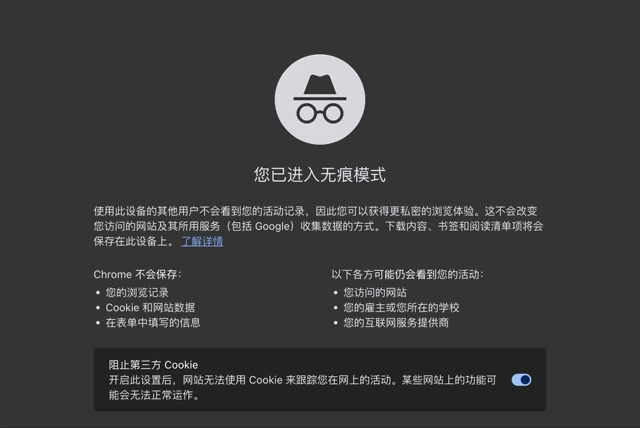 您已进入无痕模式
使用此设备的其他用户不会看到您的活动记录，因此您可以获得更私密的浏览体验。这不会改变
您访问的网站及其所用服务（包括 Google）收集数据的方式。下载内容、书签和阅读清单项将会
保存在此设备上。 了解详情
Chrome 不会保存：
• 您的浏览记录
• Cookie 和网站数据
• 在表单中填写的信息
以下各方可能仍会看到您的活动：
• 您访问的网站
• 您的雇主或您所在的学校
• 您的互联网服务提供商
阻止第三方 Cookie
开启此设置后，网站无法使用 Cookie 来跟踪您在网上的活动。某些网站上的功能可
能会无法正常运作。